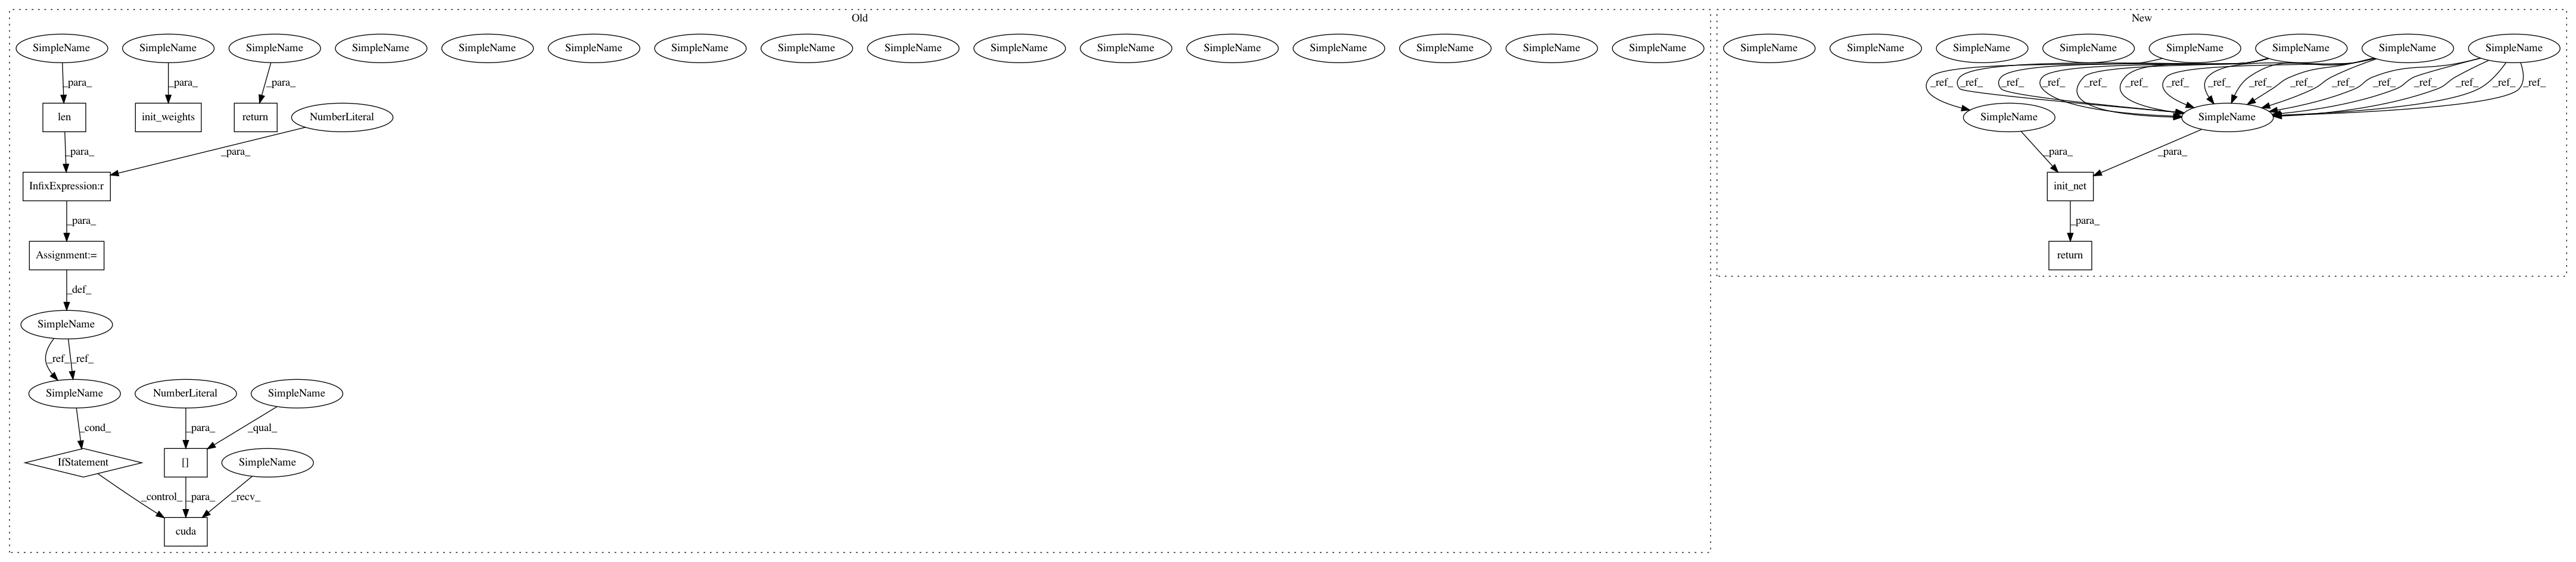 Old
New
SimpleName SimpleName SimpleName SimpleName SimpleName SimpleName SimpleName SimpleName SimpleName SimpleName SimpleName SimpleName SimpleName SimpleName SimpleName SimpleName SimpleName SimpleName SimpleName SimpleName SimpleName SimpleName SimpleName SimpleName
_para_ _para_ _para_ _ref_ _ref_ _ref_ _ref_ _ref_ _ref_ _ref_ _ref_ _ref_ _ref_ _ref_ _ref_
len init_weights return NumberLiteral SimpleName SimpleName
_para_ _para_ _para_ _para_
InfixExpression:r init_net
_para_ _para_
Assignment:= return
_def_
SimpleName
_ref_ _ref_
SimpleName NumberLiteral SimpleName
_cond_ _para_ _qual_
IfStatement [] SimpleName
_control_ _para_ _recv_
cuda